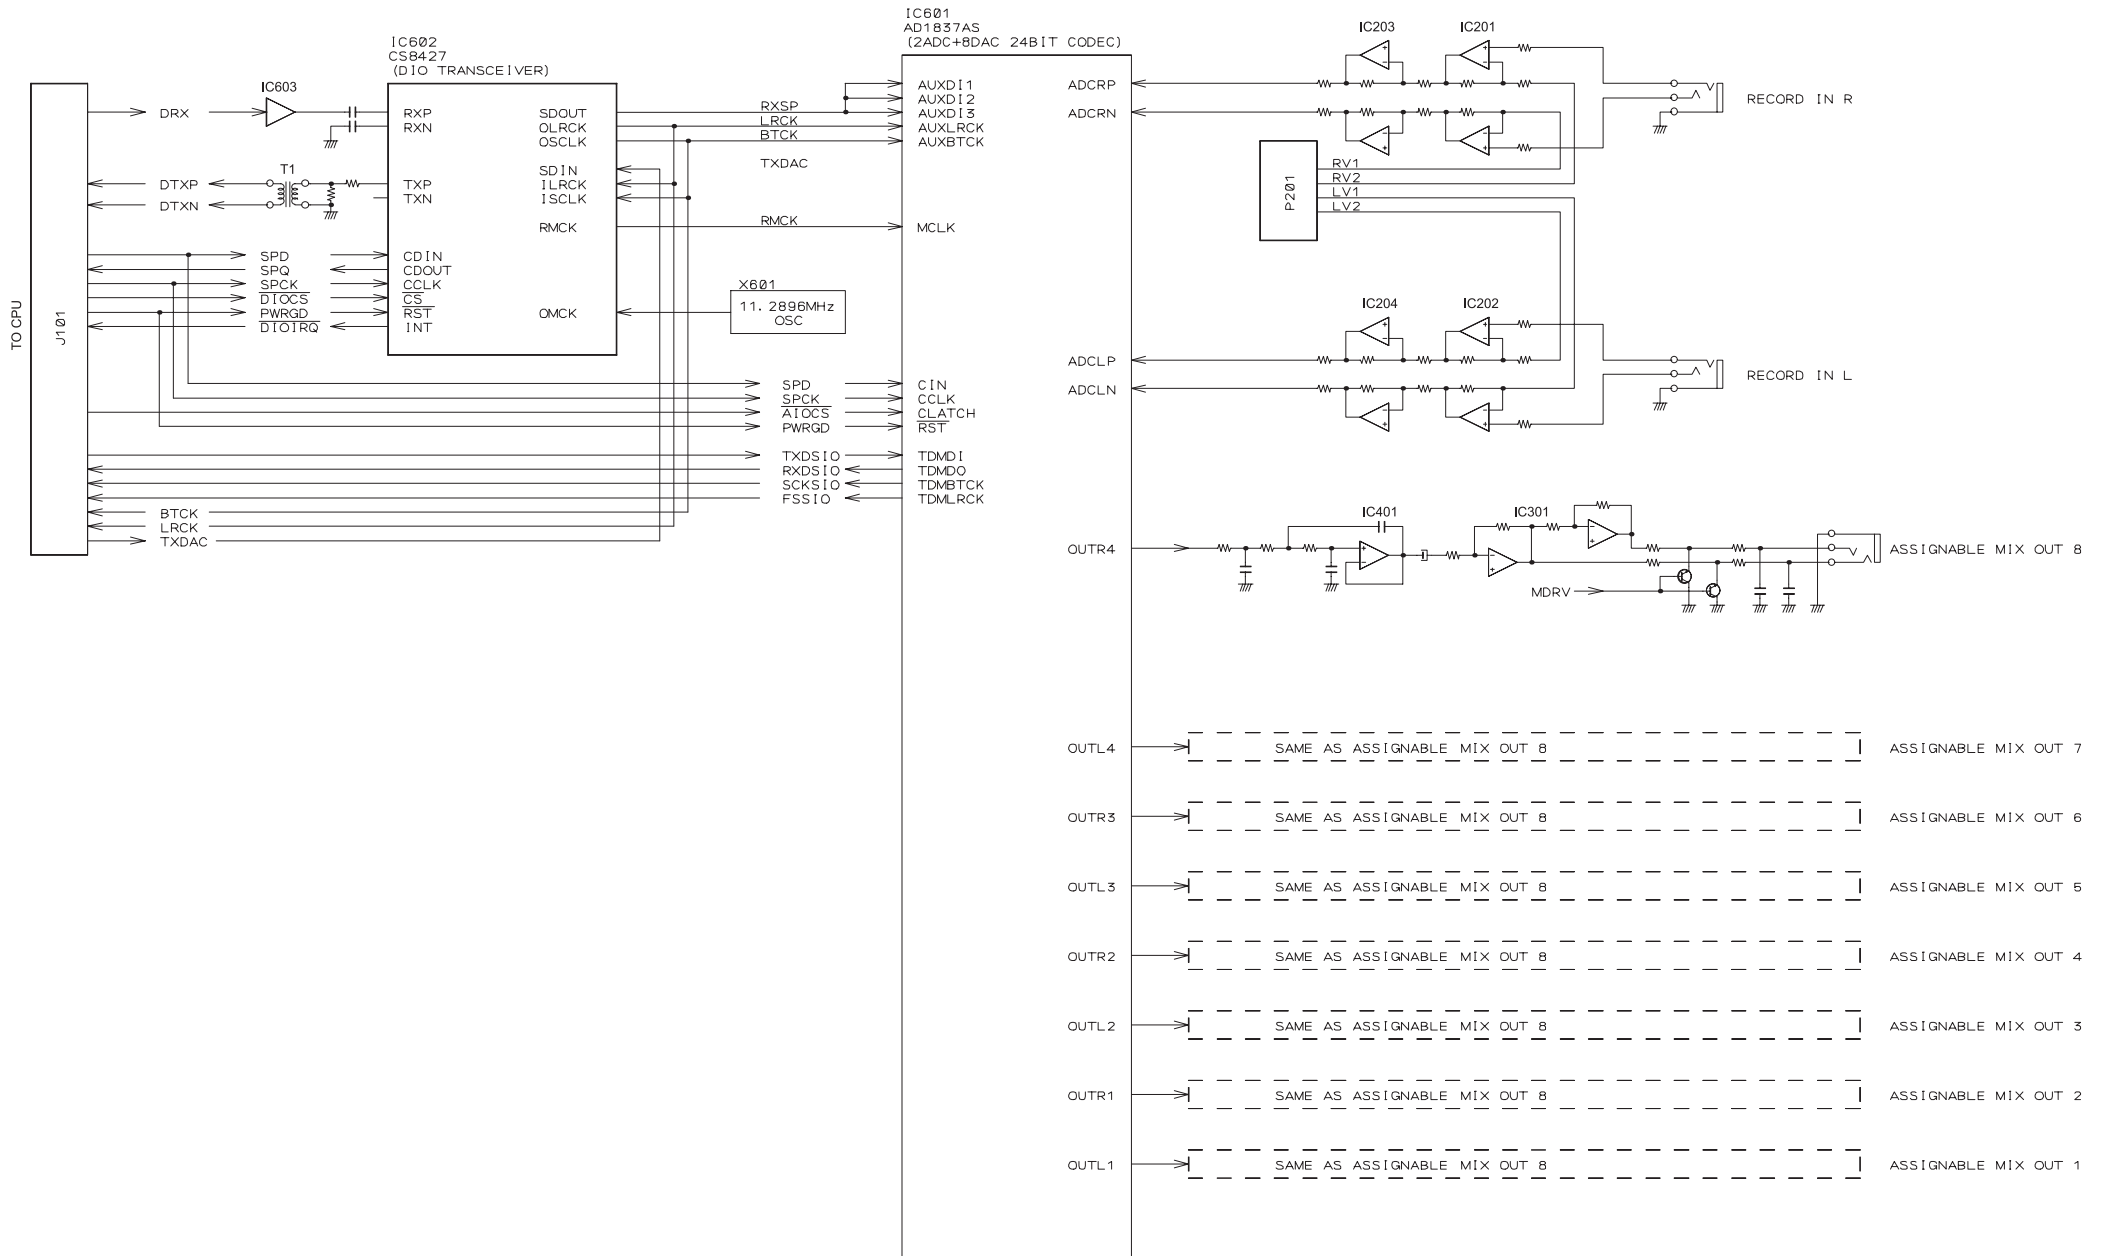 TO CPU
J101
IC602
CS8427
(DIO TRANSCEIVER)
IC603
DRX
RXP
RXN
T1
DTXP
DTXN
TXP
TXN
SPD
SPQ
SPCK
DIOCS
PWRGD
DIOIRQ
CDIN
CDOUT
CCLK
CS
RST
INT
SDOUT
OLRCK
OSCLK
SDIN
ILRCK
ISCLK
RMCK
OMCK
RXSP
LRCK
BTCK
TXDAC
RMCK
X601
11.2896MHz
OSC
SPD
SPCK
AIOCS
PWRGD
TXDSIO
RXDSIO
SCKSIO
FSSIO
BTCK
LRCK
TXDAC
IC601
AD1837AS
(2ADC+8DAC 24BIT CODEC)
AUXDI1
AUXDI2
AUXDI3
AUXLRCK
AUXBTCK
MCLK
CIN
CCLK
CLATCH
RST
TDMDI
TDMDO
TDMBTCK
TDMLRCK
ADCRP
ADCRN
ADCLP
ADCLN
IC203
IC201
RECORD IN R
P201
RV1
RV2
LV1
LV2
IC204
IC202
RECORD IN L
OUTR4
IC401
IC301
MDRV
ASSIGNABLE MIX OUT 8
OUTL4
SAME AS ASSIGNABLE MIX OUT 8
ASSIGNABLE MIX OUT 7
OUTR3
SAME AS ASSIGNABLE MIX OUT 8
ASSIGNABLE MIX OUT 6
OUTL3
SAME AS ASSIGNABLE MIX OUT 8
ASSIGNABLE MIX OUT 5
OUTR2
SAME AS ASSIGNABLE MIX OUT 8
ASSIGNABLE MIX OUT 4
OUTL2
SAME AS ASSIGNABLE MIX OUT 8
ASSIGNABLE MIX OUT 3
OUTR1
SAME AS ASSIGNABLE MIX OUT 8
ASSIGNABLE MIX OUT 2
OUTL1
SAME AS ASSIGNABLE MIX OUT 8
ASSIGNABLE MIX OUT 1